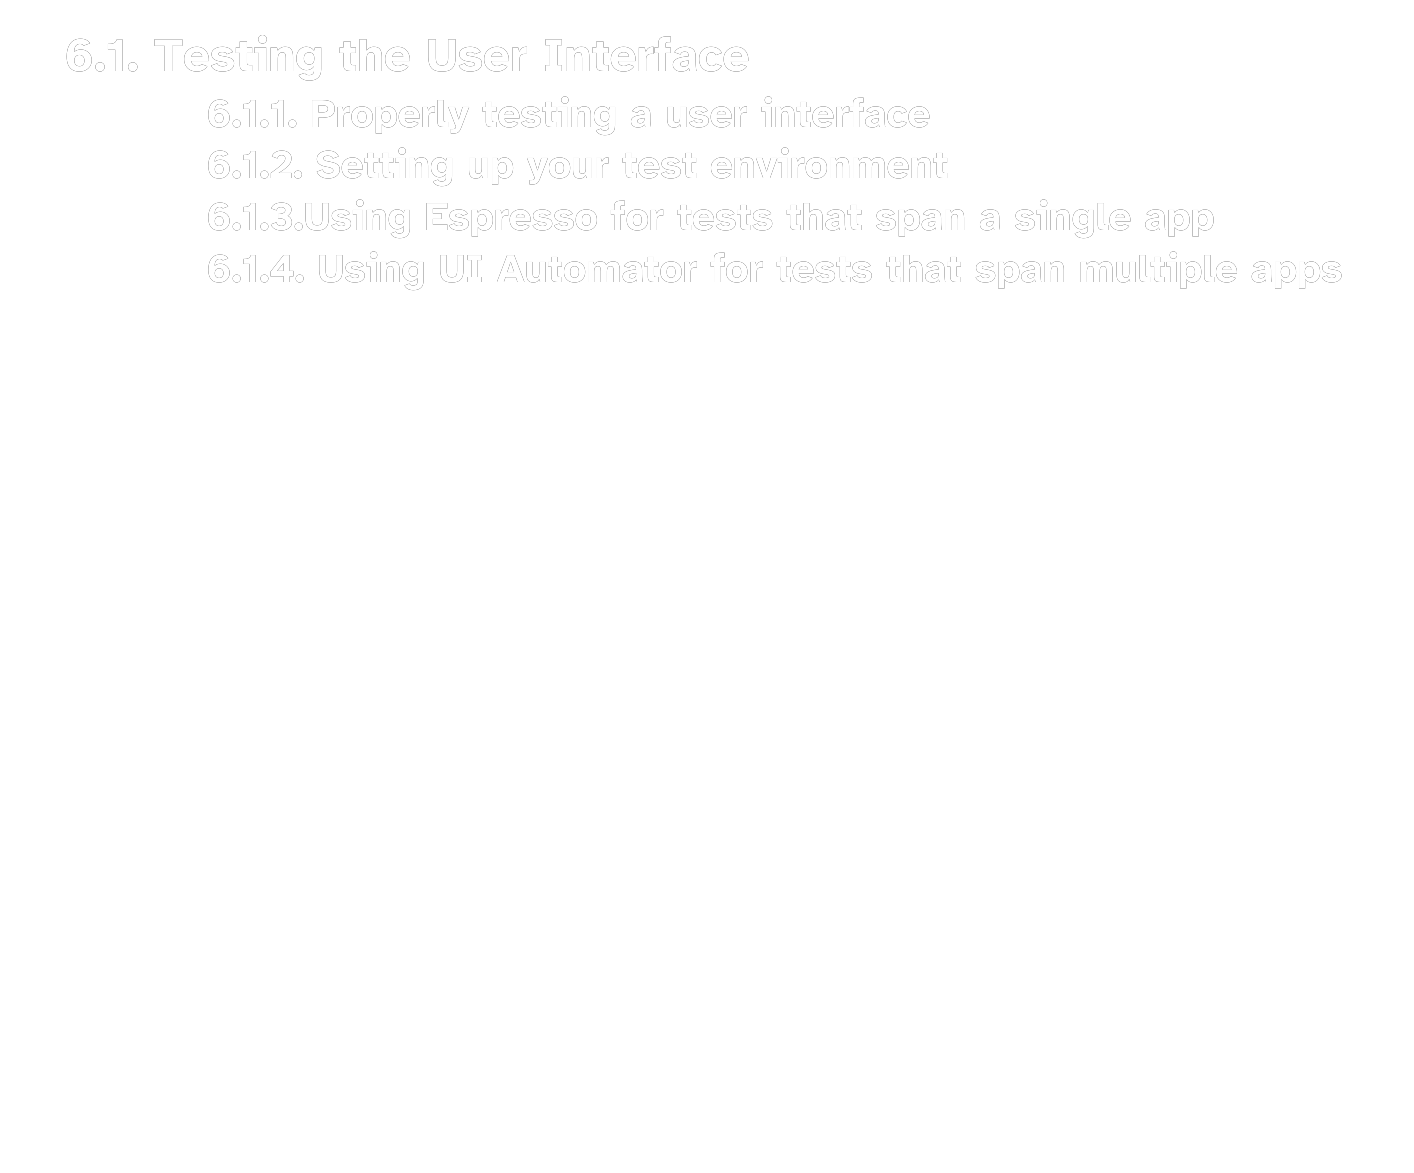 6.1. Testing the User Interface
6.1.1. Properly testing a user interface
6.1.2. Setting up your test environment
6.1.3.Using Espresso for tests that span a single app
6.1.4. Using UI Automator for tests that span multiple apps